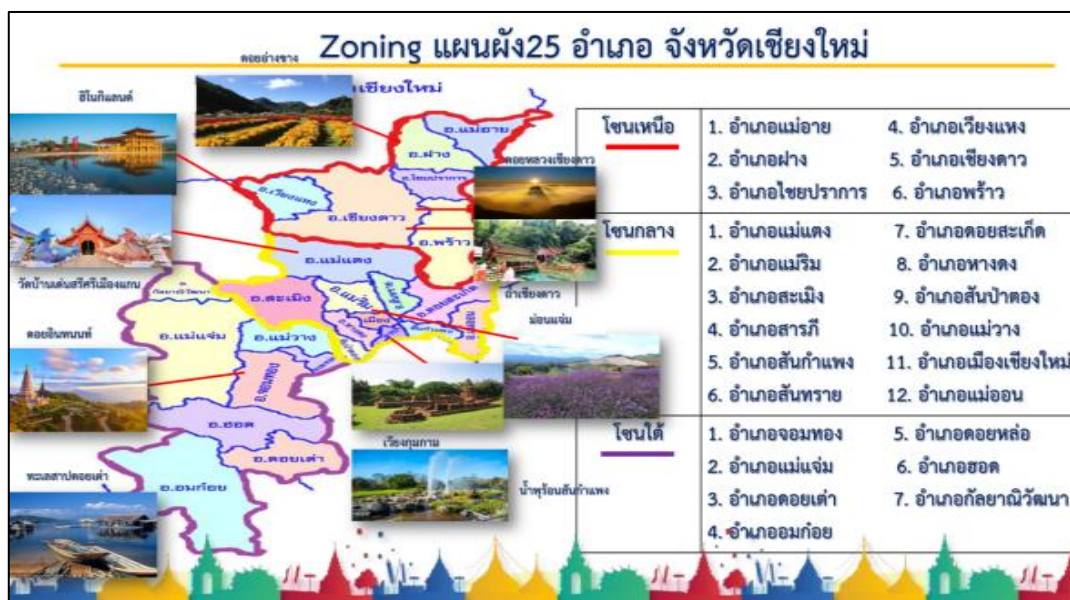 Zoning แผนผัง25 อำเภอ จังหวัดเชียงใหม่
ดอยอ่างขาง
ฮิโนกิแลนด์
เชียงใหม่
อ.แม่อาย
อ.ฝาง
อ.ไชยปราการ
ดอยหลวงเชียงดาว
อ.เวียงแหง
อ.เชียงดาว
อ.พร้าว
วัดบ้านเด่นสรีศรีเมืองแกน
อ.แม่แตง
ถ้ำเชียงดาว
ม่อนแจ่ม
อ.สะเมิง
อ.แม่ริม
อ.ดอยสะเก็ด
เมือง
ดอยอินทนนท์
อ.แม่แจ่ม
อ.แม่วาง
อ.จอมทอง
อ.ฮอด
อ.ดอยเต่า
เวียงกุมกาม
ทะเลสาปดอยเต่า
อ.อมก๋อย
น้ำพุร้อนสันกำแพง
โซนเหนือ
1. อำเภอแม่อาย 4. อำเภอเวียงแหง
2. อำเภอฝาง 5. อำเภอเชียงดาว
3. อำเภอไชยปราการ 6. อำเภอพร้าว
โซนกลาง
1. อำเภอแม่แตง 7. อำเภอดอยสะเก็ด
2. อำเภอแม่ริม 8. อำเภอหางดง
3. อำเภอสะเมิง 9. อำเภอสันป่าตอง
4. อำเภอสารภี 10. อำเภอแม่วาง
5. อำเภอสันกำแพง 11. อำเภอเมืองเชียงใหม่
6. อำเภอสันทราย 12. อำเภอแม่ออน
โซนใต้
1. อำเภอจอมทอง 5. อำเภอดอยหล่อ
2. อำเภอแม่แจ่ม 6. อำเภอฮอด
3. อำเภอดอยเต่า 7. อำเภอกัลยาณิวัฒนา
4. อำเภออมก๋อย